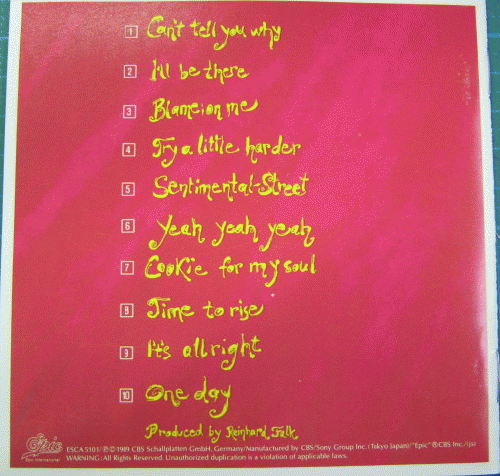 1 Can't tell you why
2 I'll be there
3 Blame ion me
4 Try a little harder
5 Sentimental-Street
6 Yeah yeah yeah
7 Cookie for my soul
8 Time to rise
9 It's all right
10 One day
Produced by Reinhard Falk
Epic
ESCA 5101/℗© 1989 CBS Schallplatten GmbH, Germany/Manufactured by CBS/Sony Group Inc. (Tokyo Japan)/"Epic" ® CBS Inc./
WARNING: All Rights Reserved. Unauthorized duplication is a violation of applicable laws.